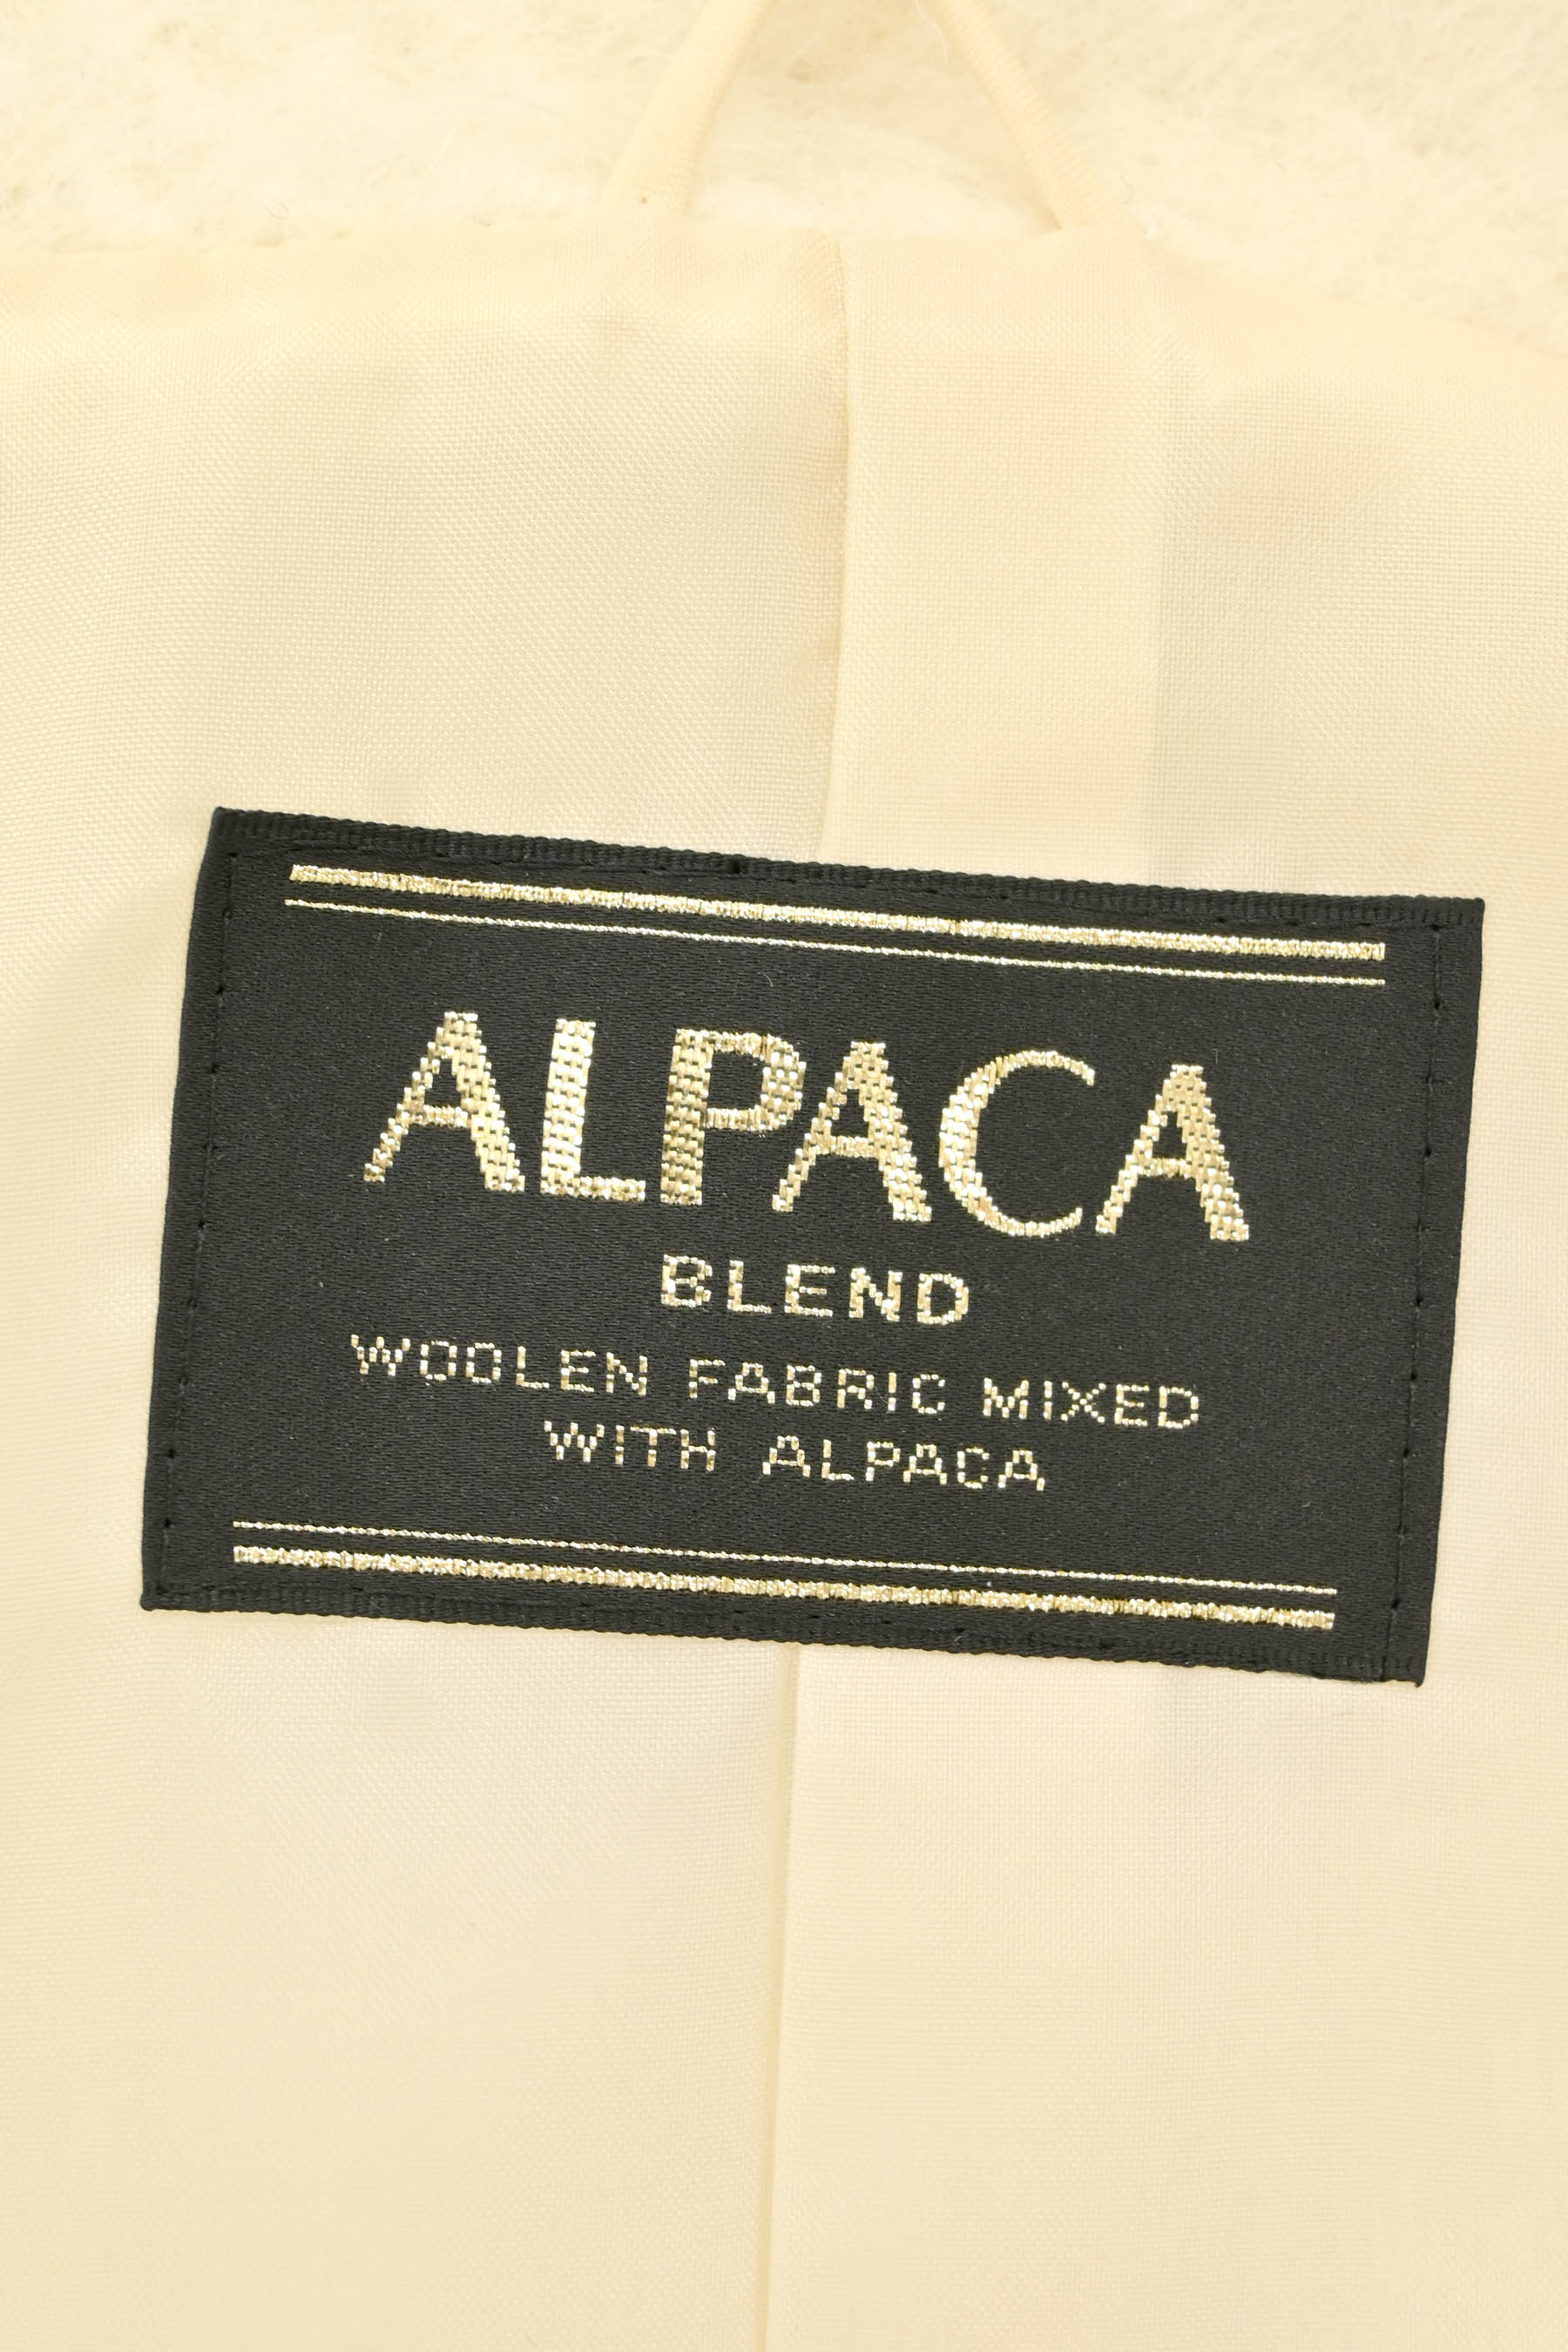 ALPACA
BLEND
WOOLEN FABRIC MIXED
WITH ALPACA